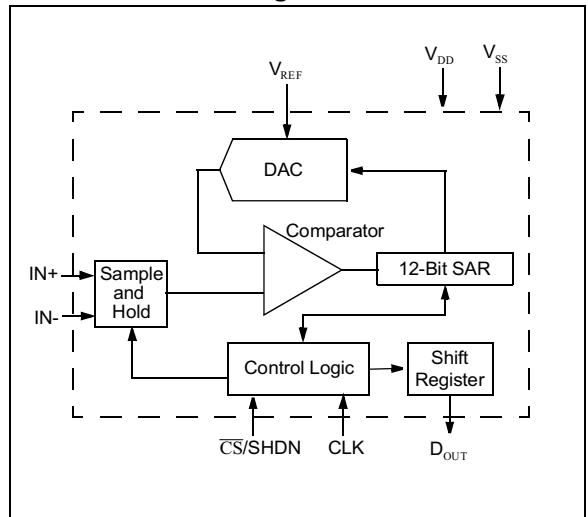 V_REF
V_DD
V_SS
DAC
Comparator
IN+
IN-
Sample
and
Hold
12-Bit SAR
Control Logic
Shift
Register
C̅S̅/SHDN
CLK
D_OUT